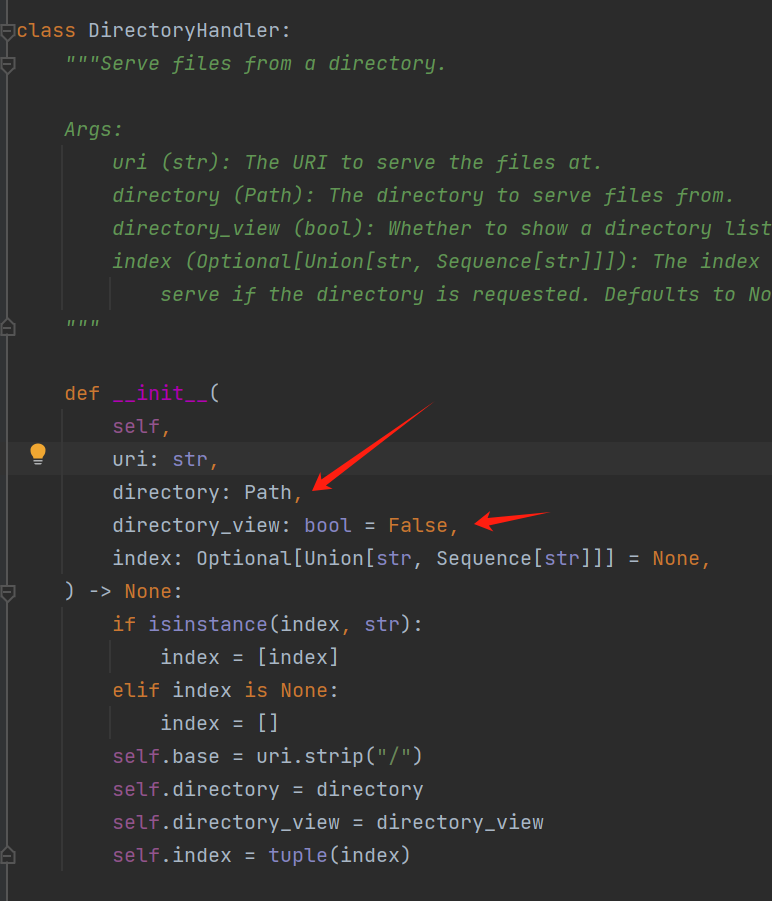 class DirectoryHandler:
    """Serve files from a directory.

    Args:
        uri (str): The URI to serve the files at.
        directory (Path): The directory to serve files from.
        directory_view (bool): Whether to show a directory list
        index (Optional[Union[str, Sequence[str]]]): The index
            serve if the directory is requested. Defaults to No
    """

    def __init__(
        self,
        uri: str,
        directory: Path,
        directory_view: bool = False,
        index: Optional[Union[str, Sequence[str]]] = None,
    ) -> None:
        if isinstance(index, str):
            index = [index]
        elif index is None:
            index = []
        self.base = uri.strip("/")
        self.directory = directory
        self.directory_view = directory_view
        self.index = tuple(index)